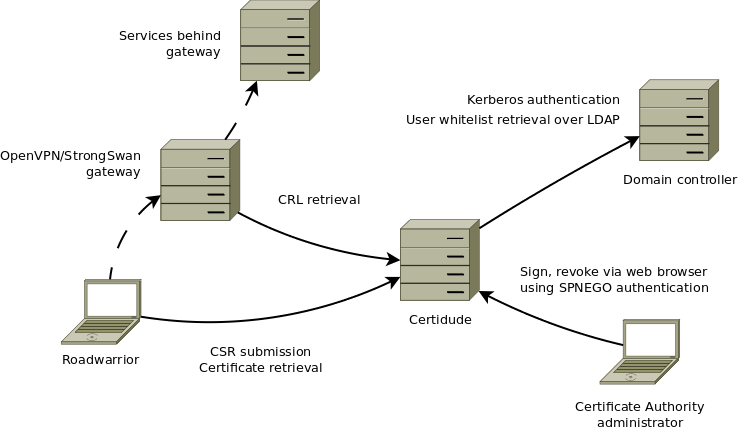 Services behind
gateway
Kerberos authentication
User whitelist retrieval over LDAP
OpenVPN/StrongSwan
gateway
Domain controller
CRL retrieval
Sign, revoke via web browser
using SPNEGO authentication
Certidude
CSR submission
Certificate retrieval
Roadwarrior
Certificate Authority
administrator